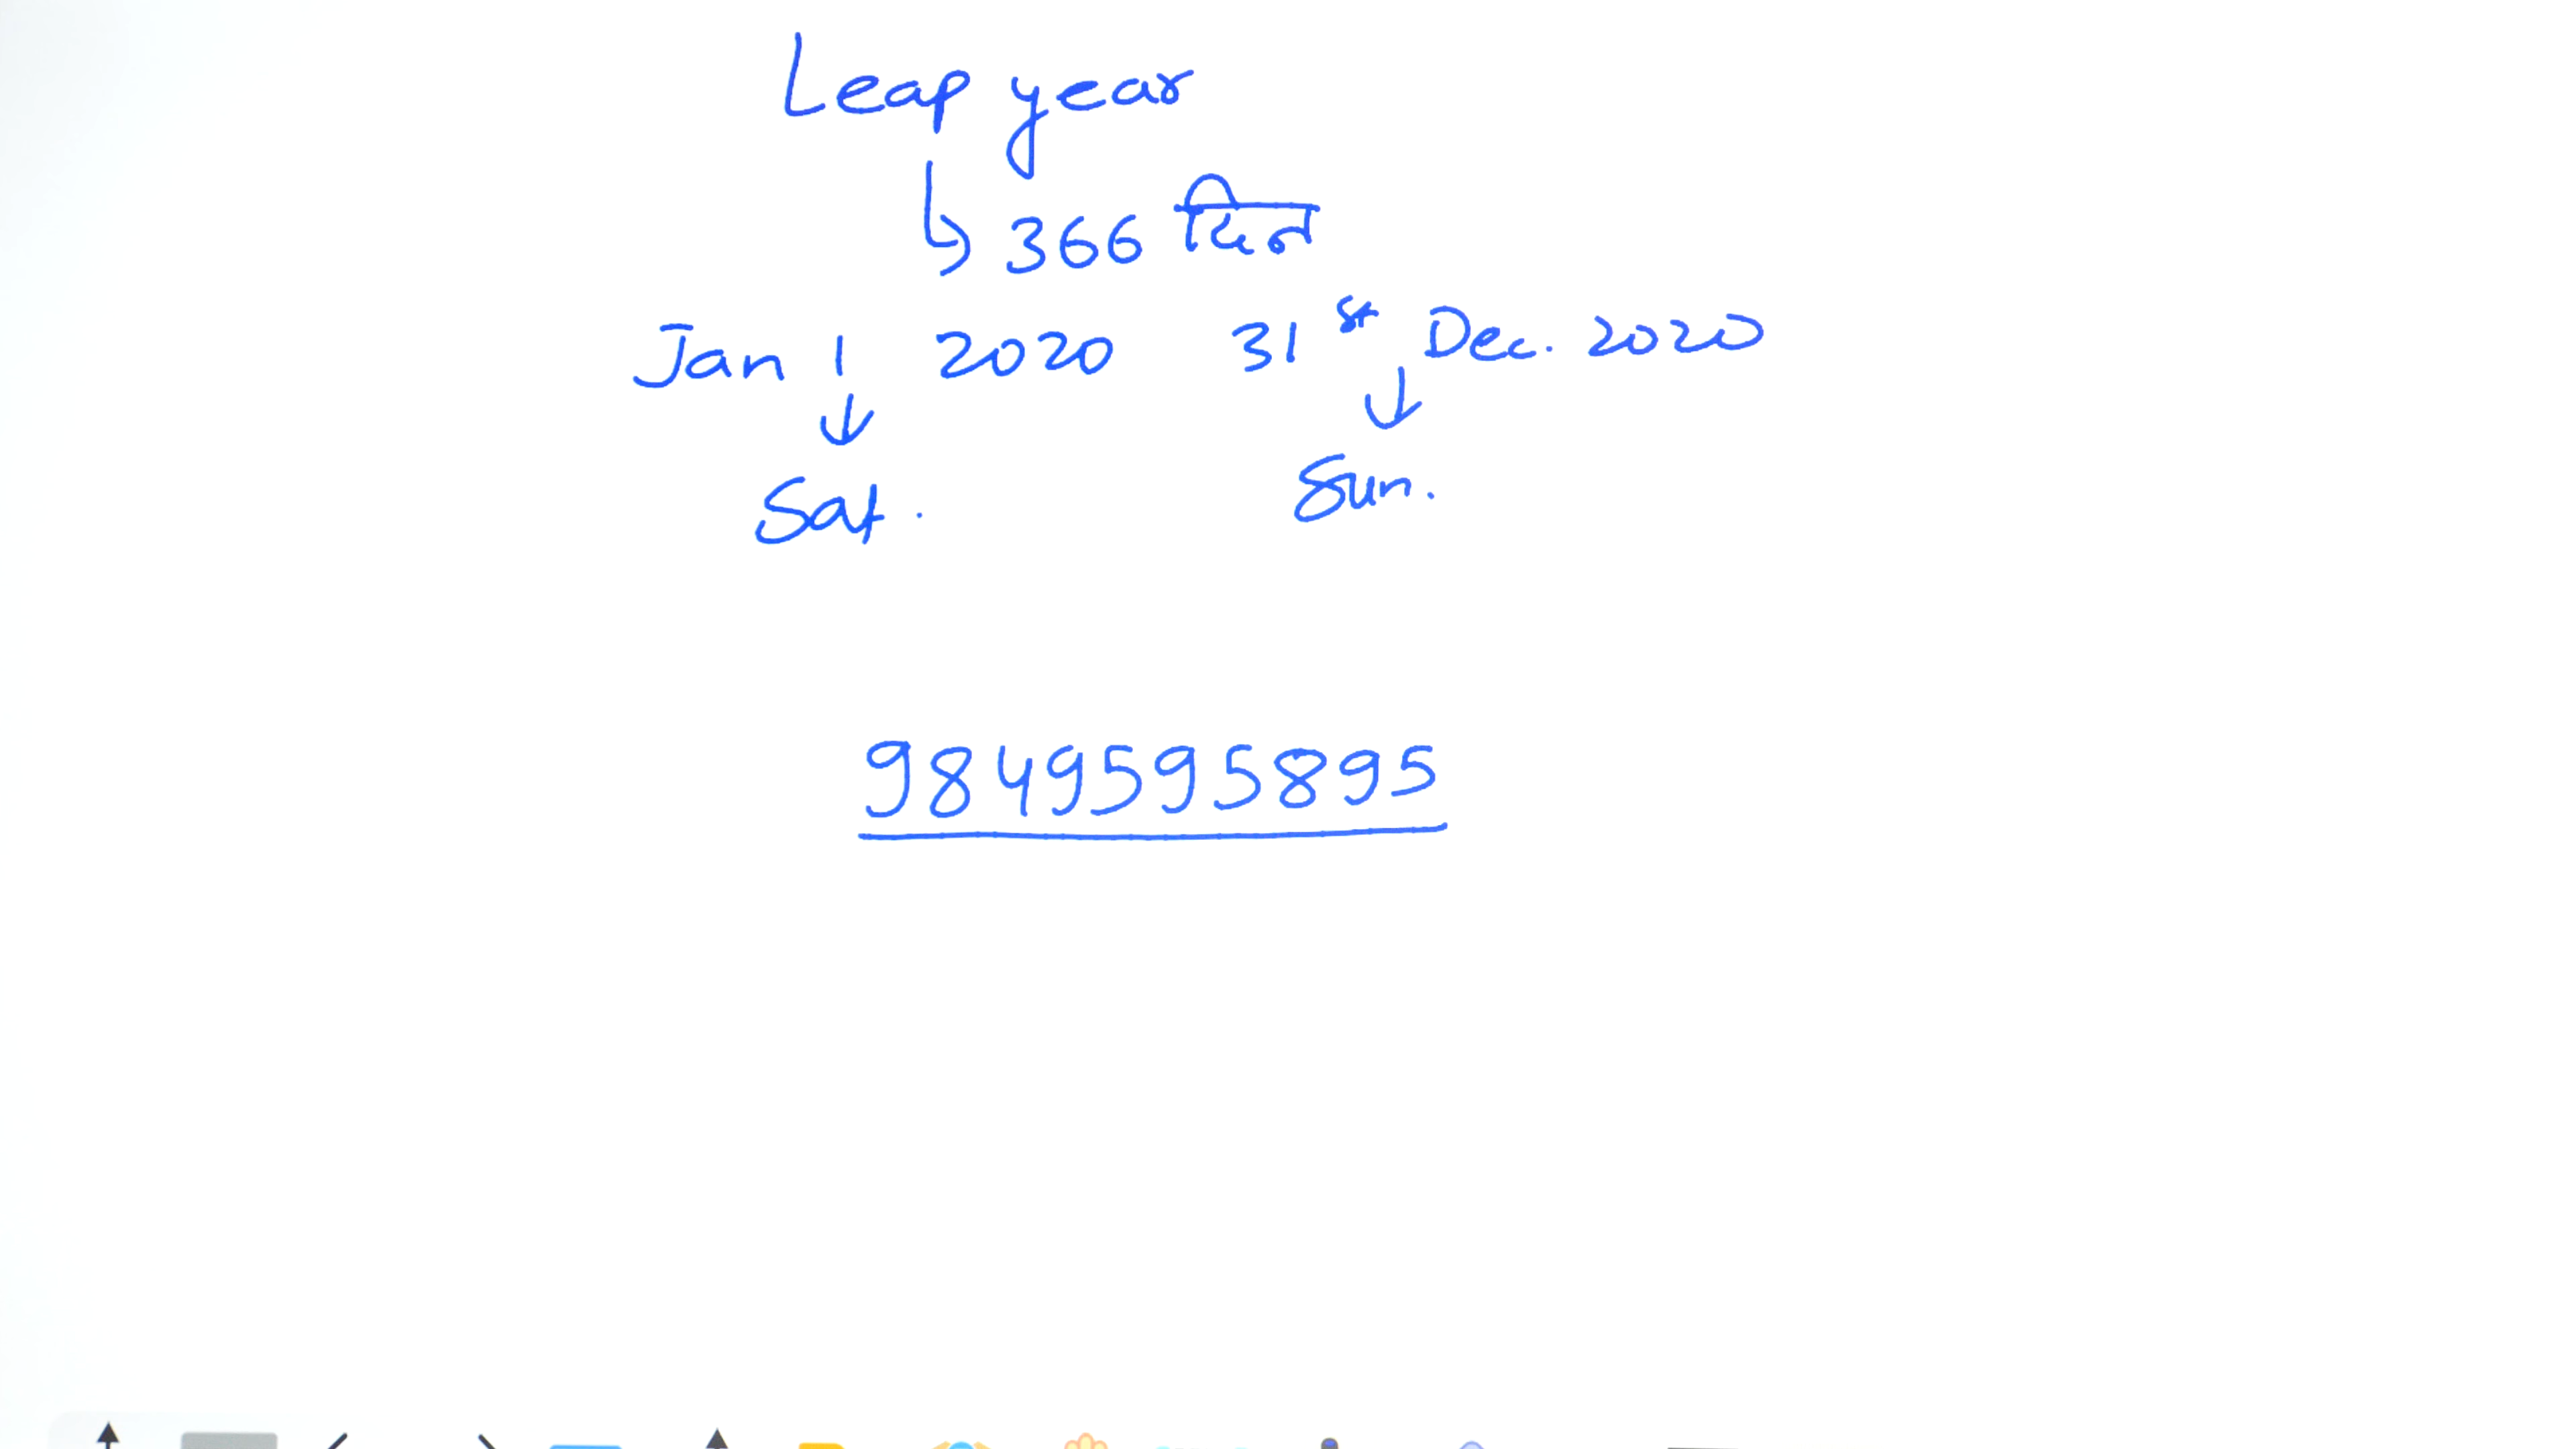 Leap year
↳ 366 दिन
Jan 1 2020 31st Dec. 2020
↓ ↓
Sat. Sun.
9849595895